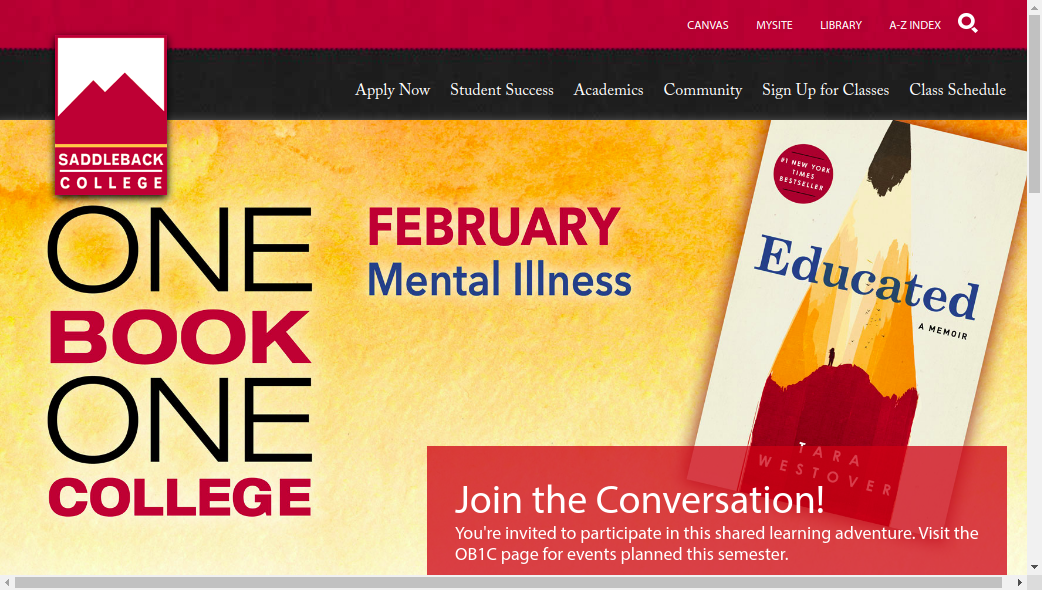 CANVAS
MYSITE
LIBRARY
A-Z INDEX
Apply Now
Student Success
Academics
Community
Sign Up for Classes
Class Schedule
SADDLEBACK
COLLEGE
ONE
BOOK
ONE
COLLEGE
FEBRUARY
Mental Illness
#1 NEW YORK
TIMES
BESTSELLER
Educated
A MEMOIR
TARA
WESTOVER
Join the Conversation!
You're invited to participate in this shared learning adventure. Visit the
OB1C page for events planned this semester.